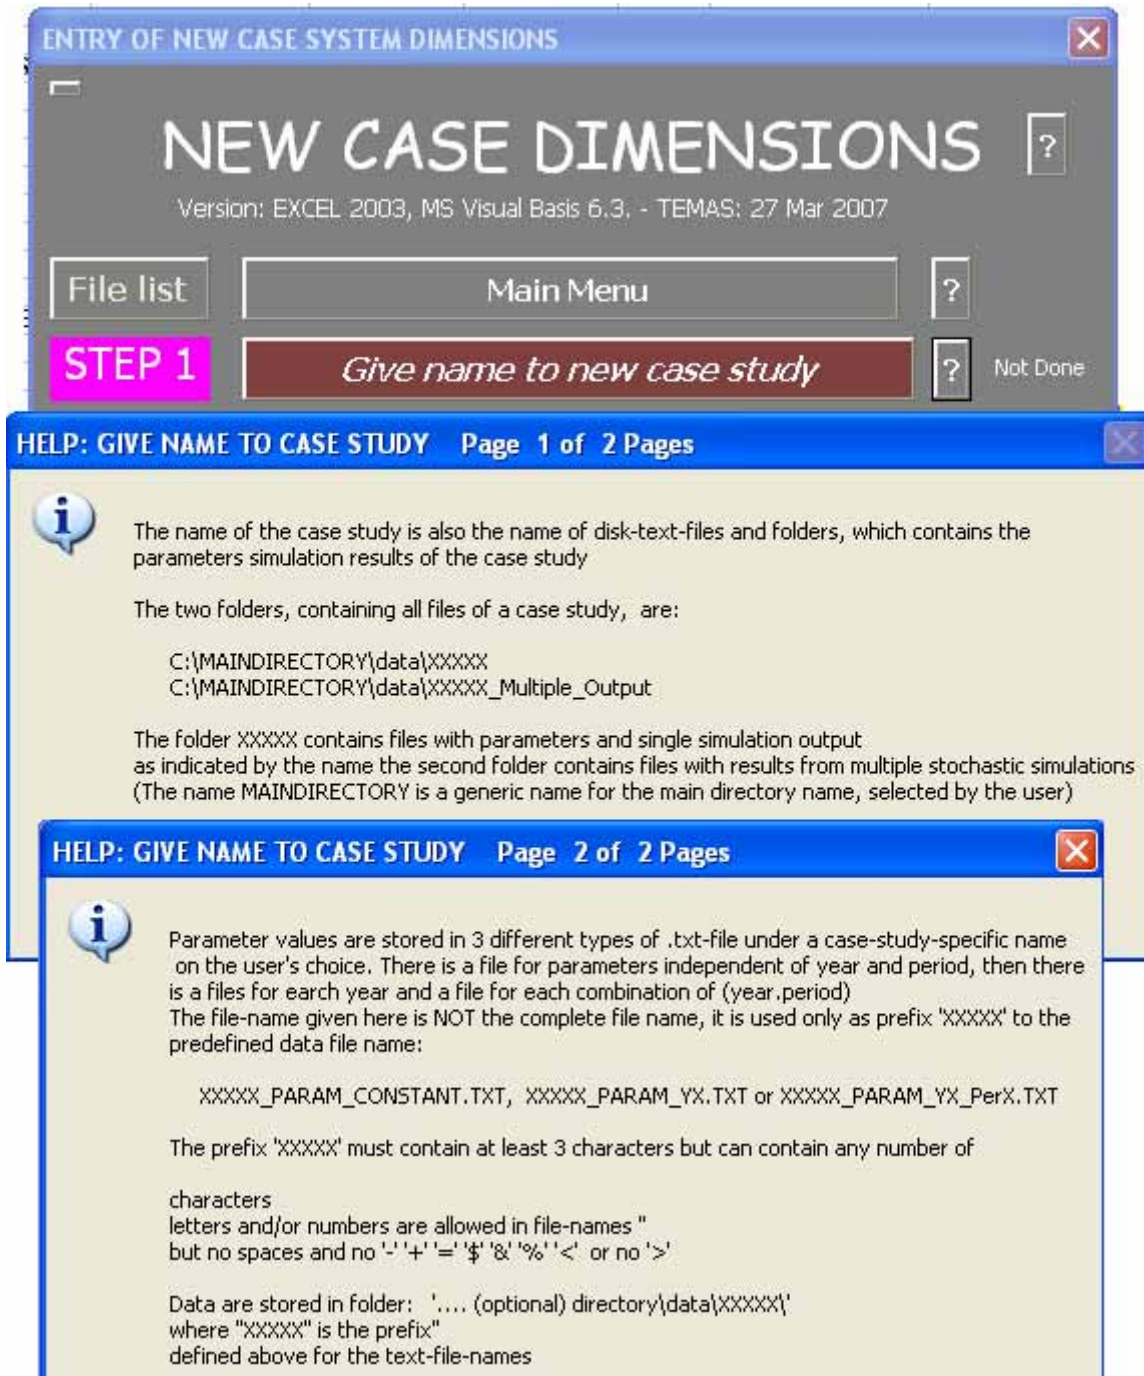 ENTRY OF NEW CASE SYSTEM DIMENSIONS
NEW CASE DIMENSIONS ?
Version: EXCEL 2003, MS Visual Basis 6.3. - TEMAS: 27 Mar 2007
File list Main Menu ?
STEP 1 Give name to new case study ? Not Done
HELP: GIVE NAME TO CASE STUDY Page 1 of 2 Pages
The name of the case study is also the name of disk-text-files and folders, which contains the
parameters simulation results of the case study
The two folders, containing all files of a case study, are:
C:\MAINDIRECTORY\data\XXXXX
C:\MAINDIRECTORY\data\XXXXX_Multiple_Output
The folder XXXXX contains files with parameters and single simulation output
as indicated by the name the second folder contains files with results from multiple stochastic simulations
(The name MAINDIRECTORY is a generic name for the main directory name, selected by the user)
HELP: GIVE NAME TO CASE STUDY Page 2 of 2 Pages
Parameter values are stored in 3 different types of .txt-file under a case-study-specific name
on the user's choice. There is a file for parameters independent of year and period, then there
is a files for earch year and a file for each combination of (year.period)
The file-name given here is NOT the complete file name, it is used only as prefix 'XXXXX' to the
predefined data file name:
XXXXX_PARAM_CONSTANT.TXT, XXXXX_PARAM_YX.TXT or XXXXX_PARAM_YX_PerX.TXT
The prefix 'XXXXX' must contain at least 3 characters but can contain any number of
characters
letters and/or numbers are allowed in file-names "
but no spaces and no '-' '+' '=' '$' '&' '%' '<' or no '>'
Data are stored in folder: '.... (optional) directory\data\XXXXX\'
where "XXXXX" is the prefix"
defined above for the text-file-names